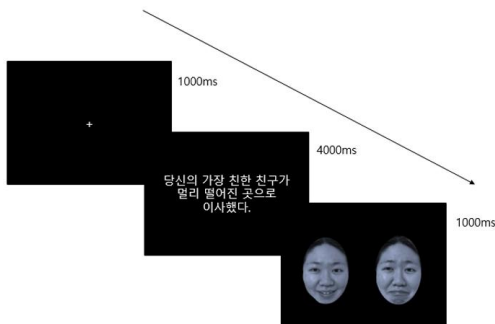 1000ms
+
4000ms
당신의 가장 친한 친구가
멀리 떨어진 곳으로
이사했다.
1000ms